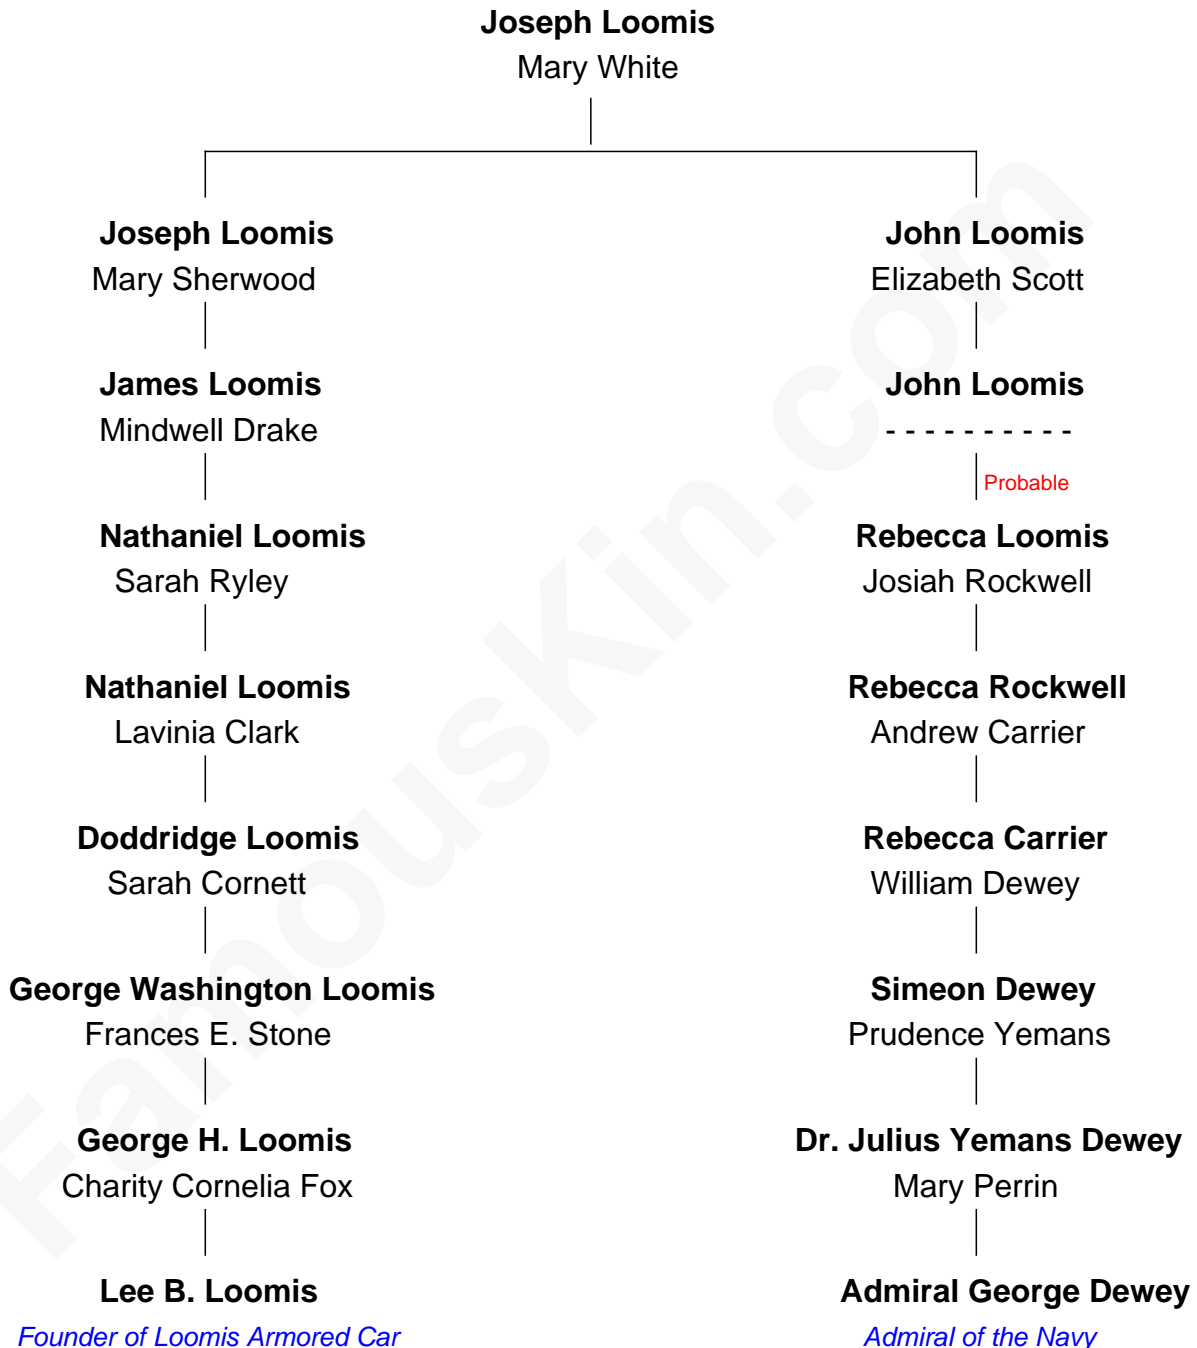 Joseph Loomis
Mary White
Joseph Loomis
Mary Sherwood
James Loomis
Mindwell Drake
Nathaniel Loomis
Sarah Ryley
Nathaniel Loomis
Lavinia Clark
Doddridge Loomis
Sarah Cornett
George Washington Loomis
Frances E. Stone
George H. Loomis
Charity Cornelia Fox
Lee B. Loomis
Founder of Loomis Armored Car
John Loomis
Elizabeth Scott
John Loomis
- - - - - - - - - -
Probable
Rebecca Loomis
Josiah Rockwell
Rebecca Rockwell
Andrew Carrier
Rebecca Carrier
William Dewey
Simeon Dewey
Prudence Yemans
Dr. Julius Yemans Dewey
Mary Perrin
Admiral George Dewey
Admiral of the Navy
FamousKin.com